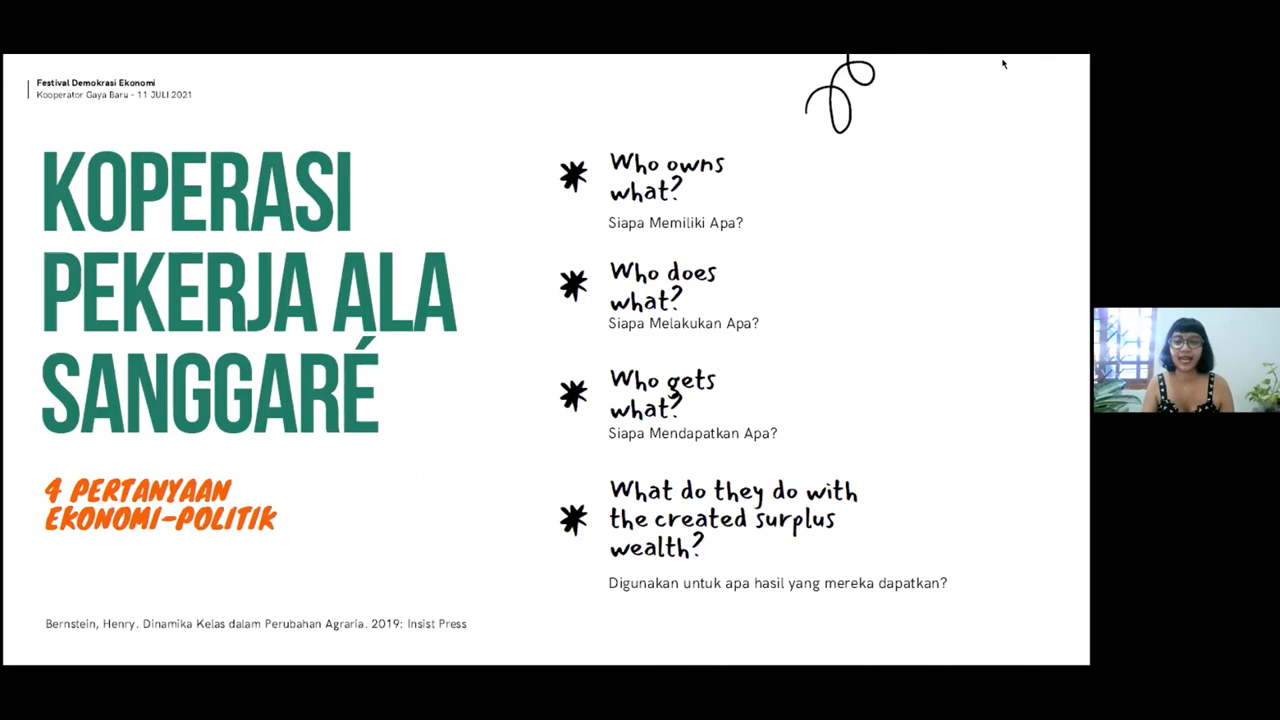 Festival Demokrasi Ekonomi
Kooperator Gaya Baru - 11 JULI 2021
KOPERASI
PEKERJA ALA
SANGGARÉ
4 PERTANYAAN
EKONOMI-POLITIK
Who owns
what?
Siapa Memiliki Apa?
Who does
what?
Siapa Melakukan Apa?
Who gets
what?
Siapa Mendapatkan Apa?
What do they do with
the created surplus
wealth?
Digunakan untuk apa hasil yang mereka dapatkan?
Bernstein, Henry. Dinamika Kelas dalam Perubahan Agraria. 2019: Insist Press